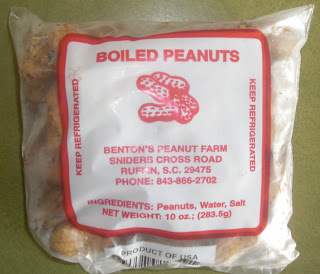 BOILED PEANUTS
KEEP REFRIGERATED
KEEP REFRIGERATED
BENTON'S PEANUT FARM
SNIDERS CROSS ROAD
RUFFIN, S.C. 29475
PHONE: 843-866-2702
INGREDIENTS: Peanuts, Water, Salt
NET WEIGHT: 10 oz.; (283.5g)
PRODUCT OF USA